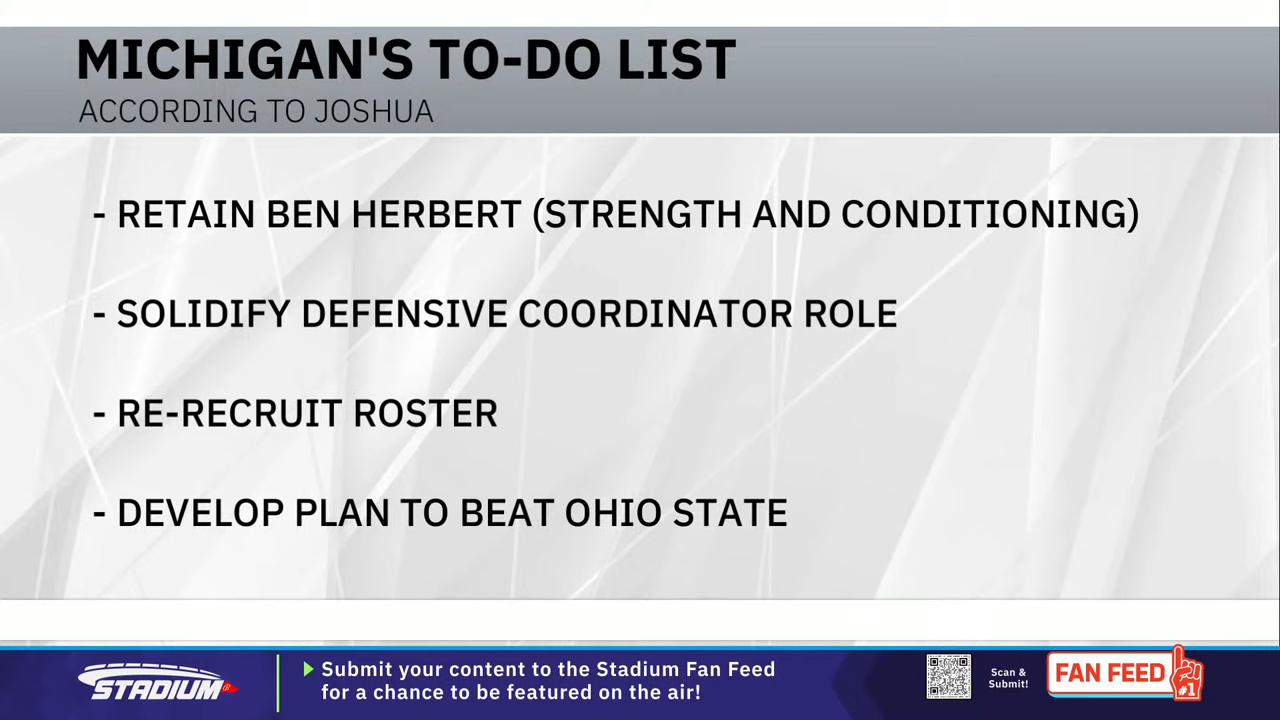 MICHIGAN'S TO-DO LIST
ACCORDING TO JOSHUA
- RETAIN BEN HERBERT (STRENGTH AND CONDITIONING)
- SOLIDIFY DEFENSIVE COORDINATOR ROLE
- RE-RECRUIT ROSTER
- DEVELOP PLAN TO BEAT OHIO STATE
STADIUM
Submit your content to the Stadium Fan Feed
for a chance to be featured on the air!
Scan &
Submit!
FAN FEED
#1